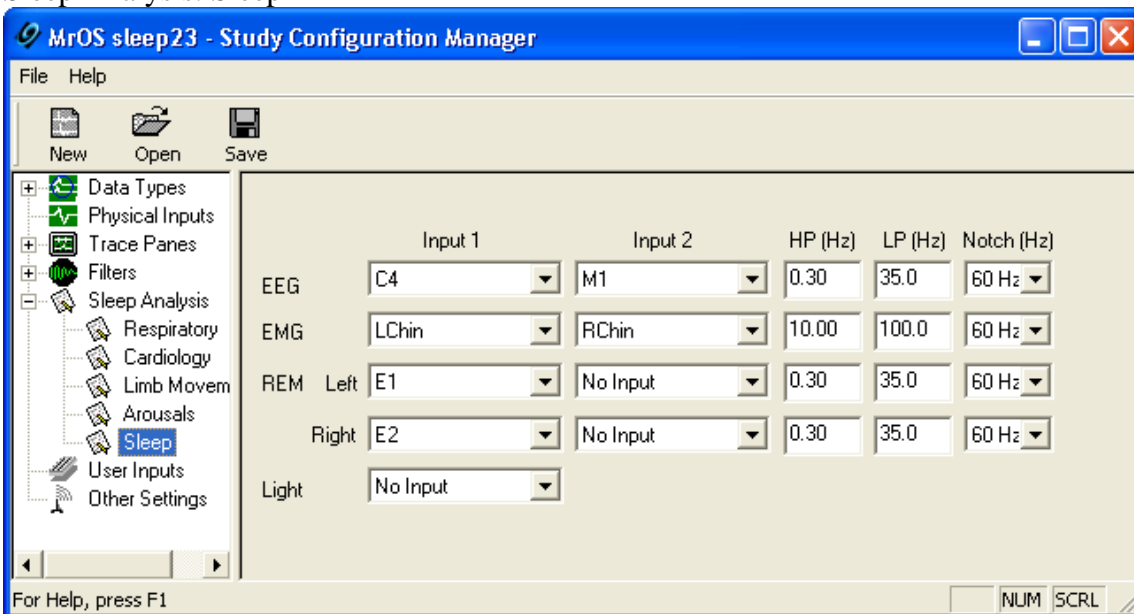 MrOS sleep23 - Study Configuration Manager
File Help
New Open Save
Data Types
Physical Inputs
Trace Panes
Filters
Sleep Analysis
Respiratory
Cardiology
Limb Movem
Arousals
Sleep
User Inputs
Other Settings
Input 1 Input 2 HP (Hz) LP (Hz) Notch (Hz)
EEG C4 M1 0.30 35.0 60 Hz
EMG LChin RChin 10.00 100.0 60 Hz
REM Left E1 No Input 0.30 35.0 60 Hz
Right E2 No Input 0.30 35.0 60 Hz
Light No Input
For Help, press F1 NUM SCRL